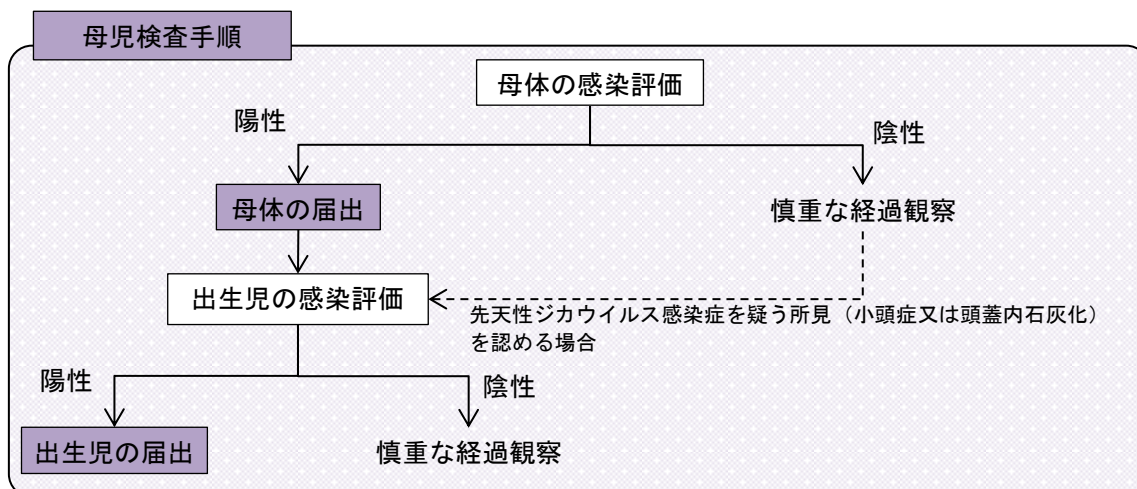 母児検査手順
母体の感染評価
陽性
陰性
母体の届出
慎重な経過観察
出生児の感染評価
先天性ジカウイルス感染症を疑う所見（小頭症又は頭蓋内石灰化）
を認める場合
陽性
陰性
出生児の届出
慎重な経過観察